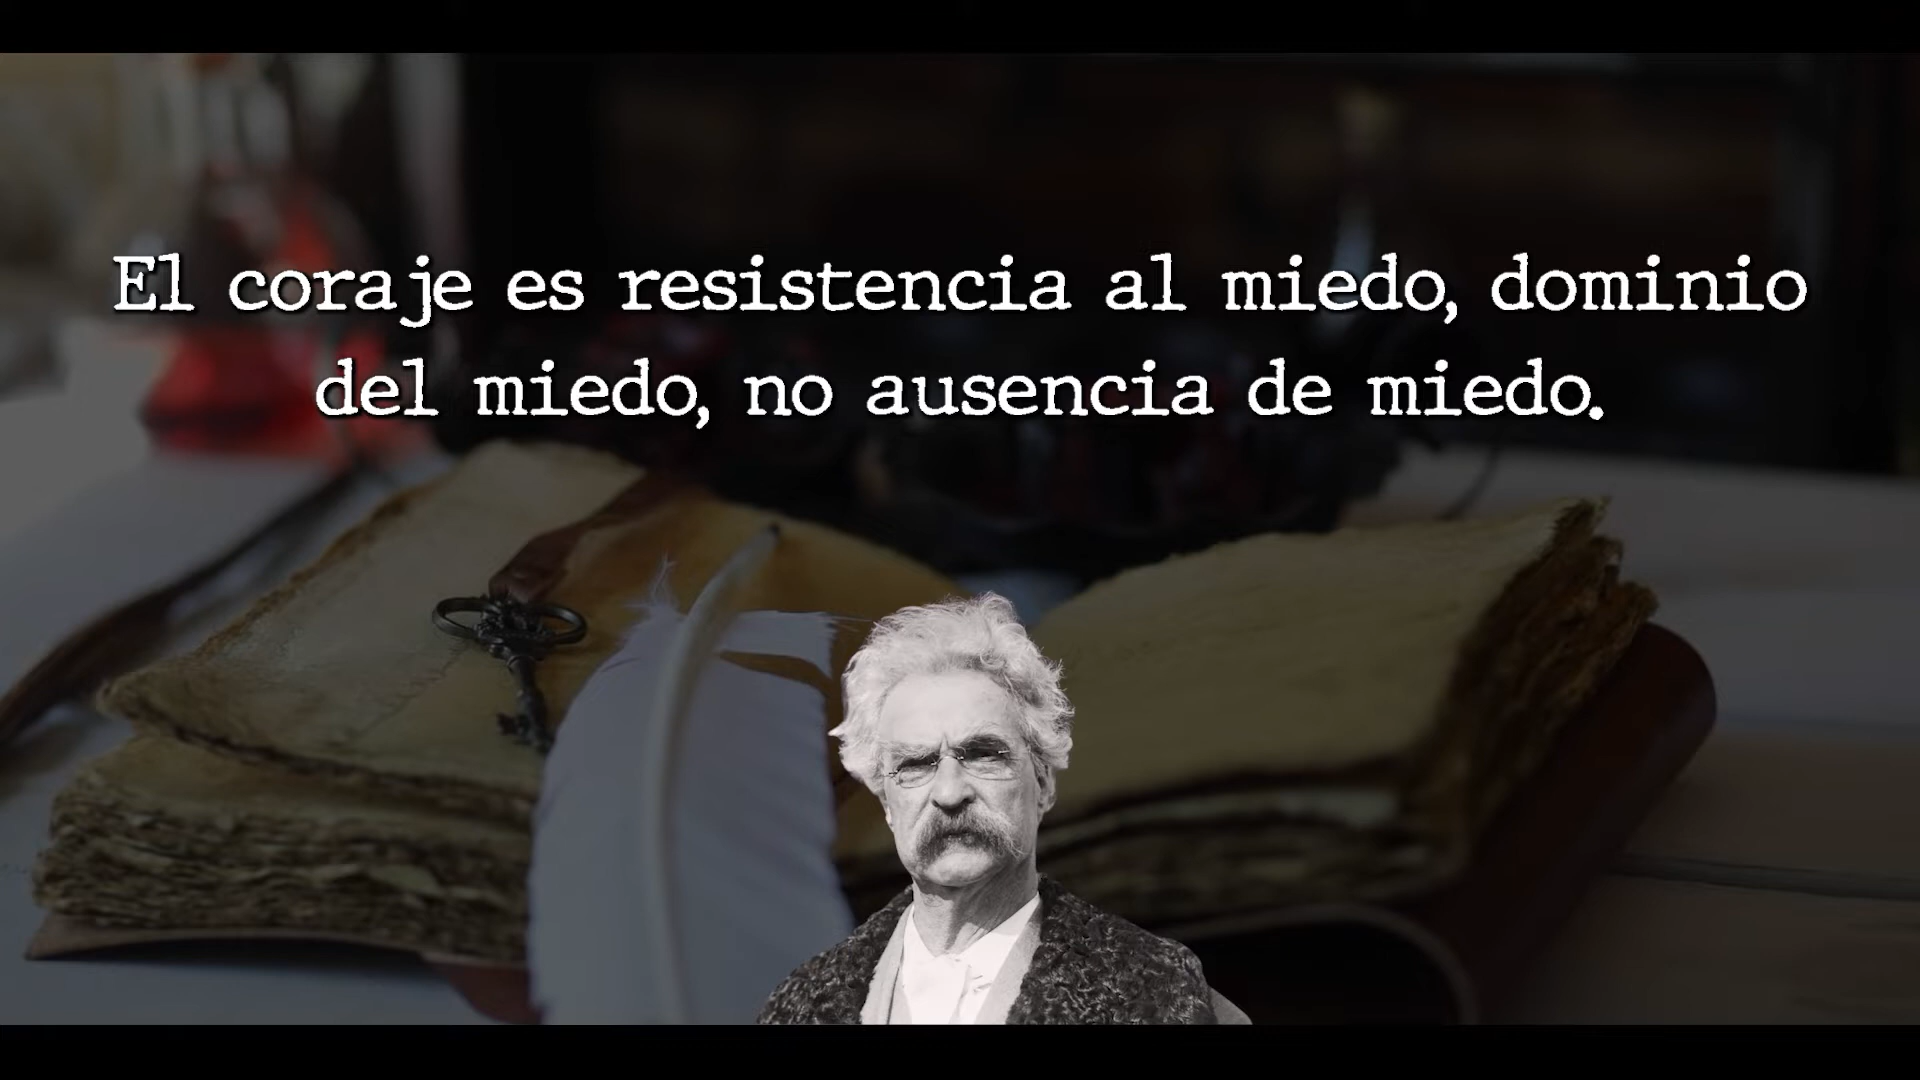 El coraje es resistencia al miedo, dominio
del miedo, no ausencia de miedo.